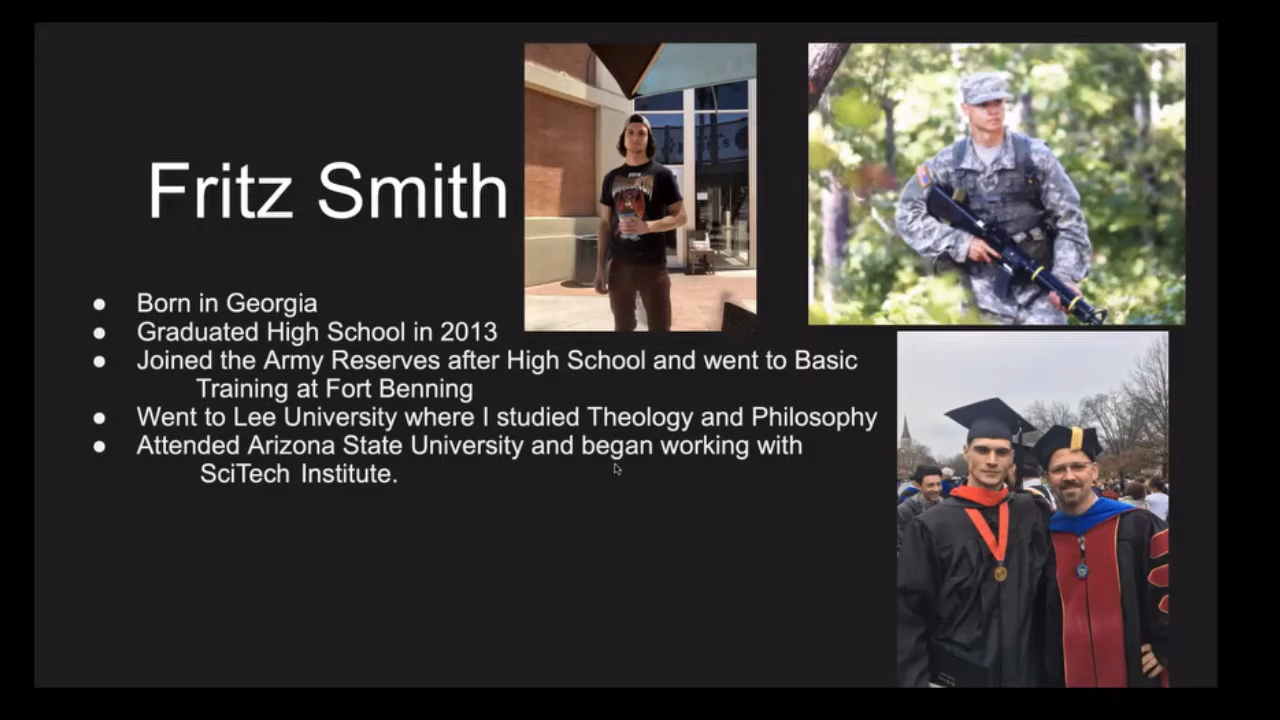 Fritz Smith
● Born in Georgia
● Graduated High School in 2013
● Joined the Army Reserves after High School and went to Basic
Training at Fort Benning
● Went to Lee University where I studied Theology and Philosophy
● Attended Arizona State University and began working with
SciTech Institute.